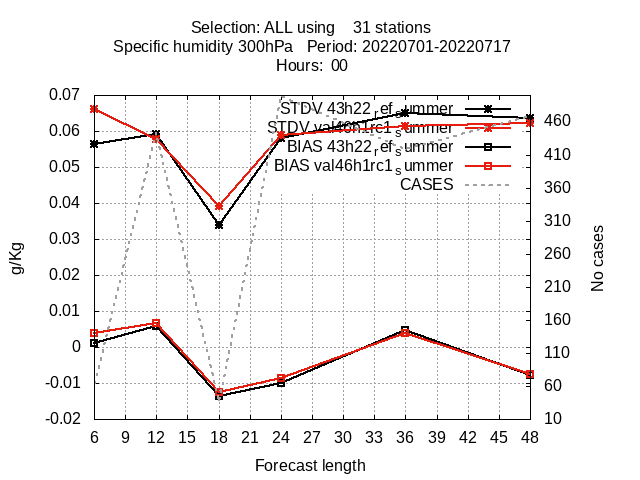 Selection: ALL using 31 stations
Specific humidity 300hPa Period: 20220701-20220717
Hours: 00
0.07
0.06
0.05
0.04
0.03
0.02
0.01
0
-0.01
-0.02
g/Kg
STDV 43h22_ref_summer
STDV val46h1rc1_summer
BIAS 43h22_ref_summer
BIAS val46h1rc1_summer
CASES
460
410
360
310
260
210
160
110
60
10
No cases
6 9 12 15 18 21 24 27 30 33 36 39 42 45 48
Forecast length